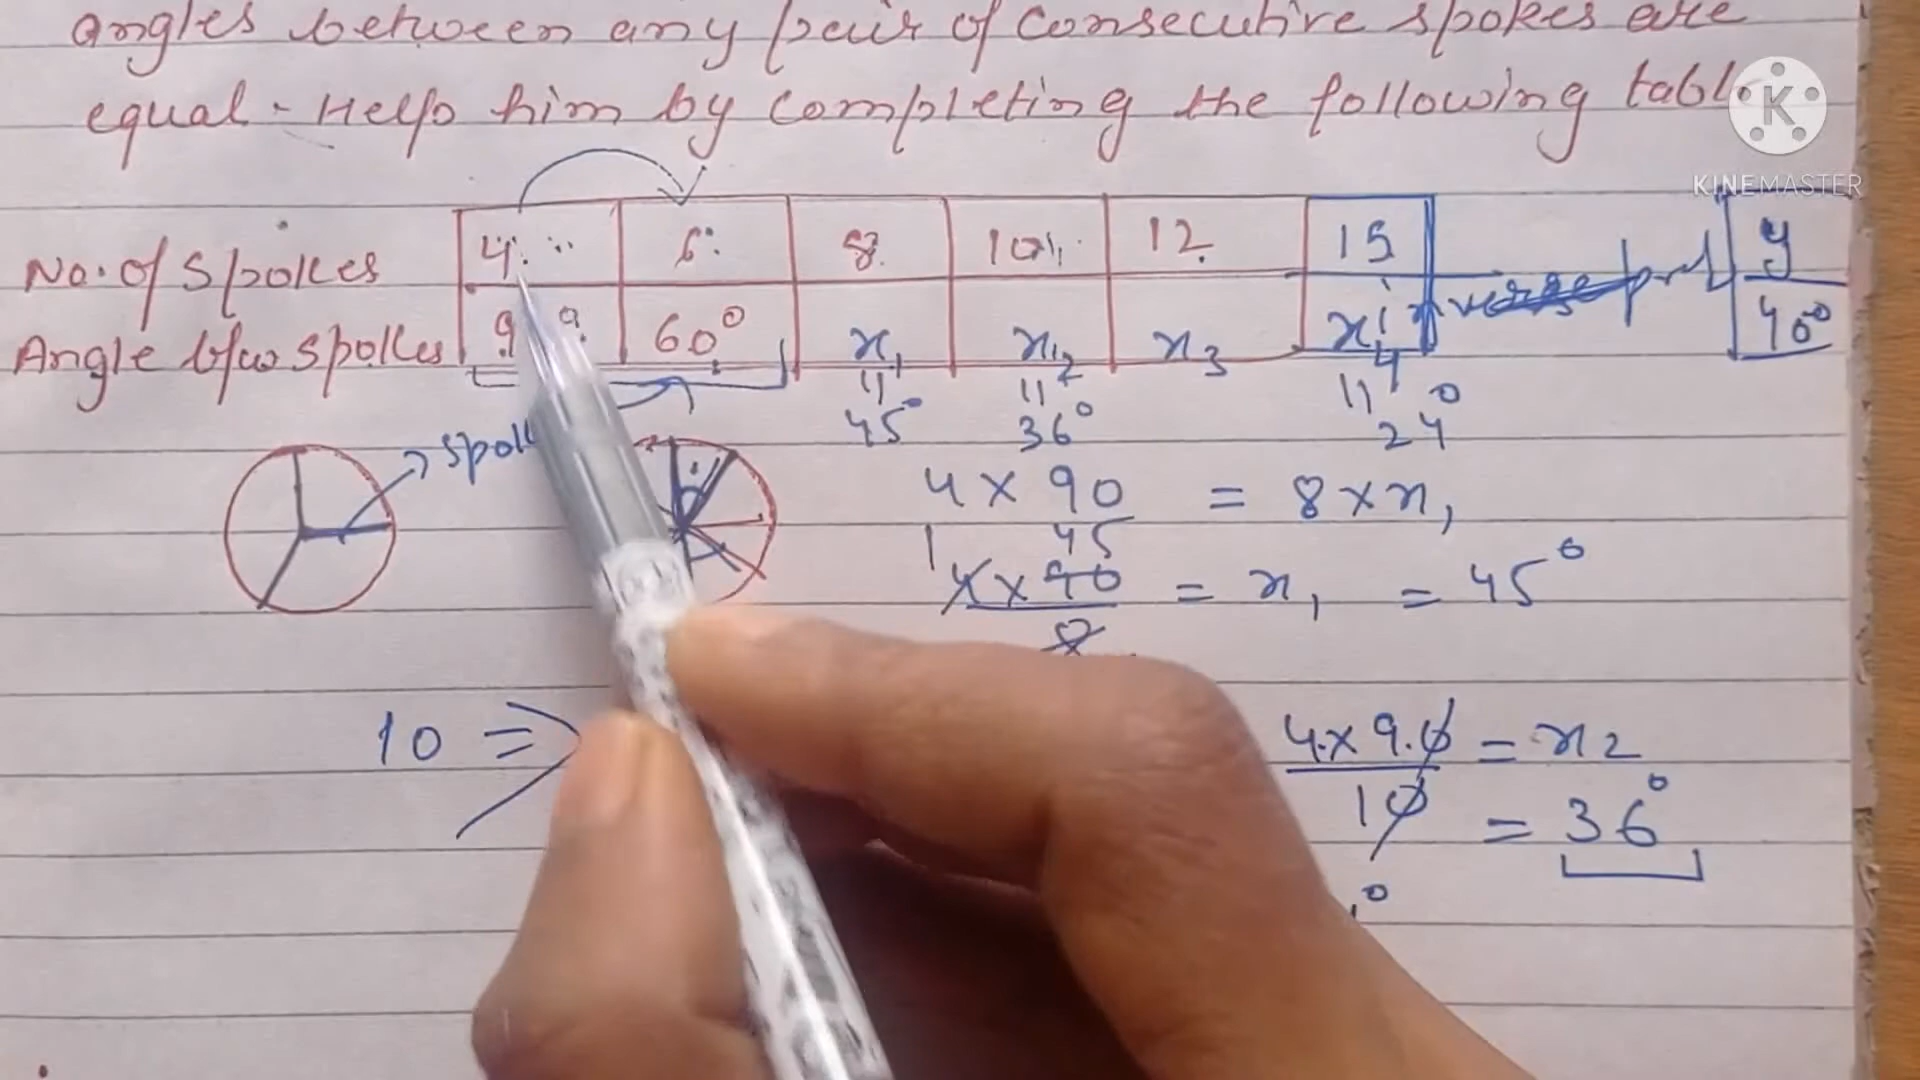 angles between any pair of consecutive spokes are
equal - Help him by completing the following table
K
KINEMASTER
No. of Spokes 4 6 8 10 12 15 y
Angle b/w spokes 60° x1 x2 x3 x4 40°
45° 36° 24°
4 × 90 = 8 × x1
1 45
4 × 90 = x1 = 45°
8
10 =>
4 × 90 = x2
10 = 36°